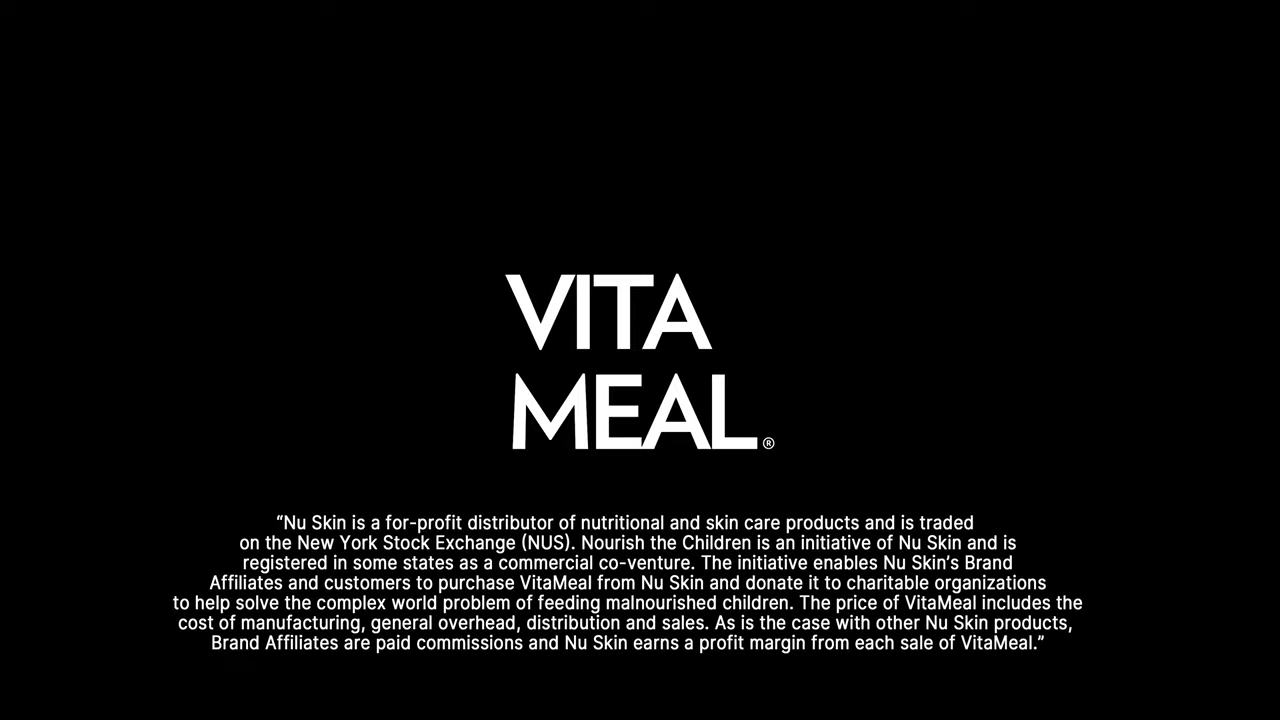 VITA
MEAL®
“Nu Skin is a for-profit distributor of nutritional and skin care products and is traded
on the New York Stock Exchange (NUS). Nourish the Children is an initiative of Nu Skin and is
registered in some states as a commercial co-venture. The initiative enables Nu Skin’s Brand
Affiliates and customers to purchase VitaMeal from Nu Skin and donate it to charitable organizations
to help solve the complex world problem of feeding malnourished children. The price of VitaMeal includes the
cost of manufacturing, general overhead, distribution and sales. As is the case with other Nu Skin products,
Brand Affiliates are paid commissions and Nu Skin earns a profit margin from each sale of VitaMeal.”